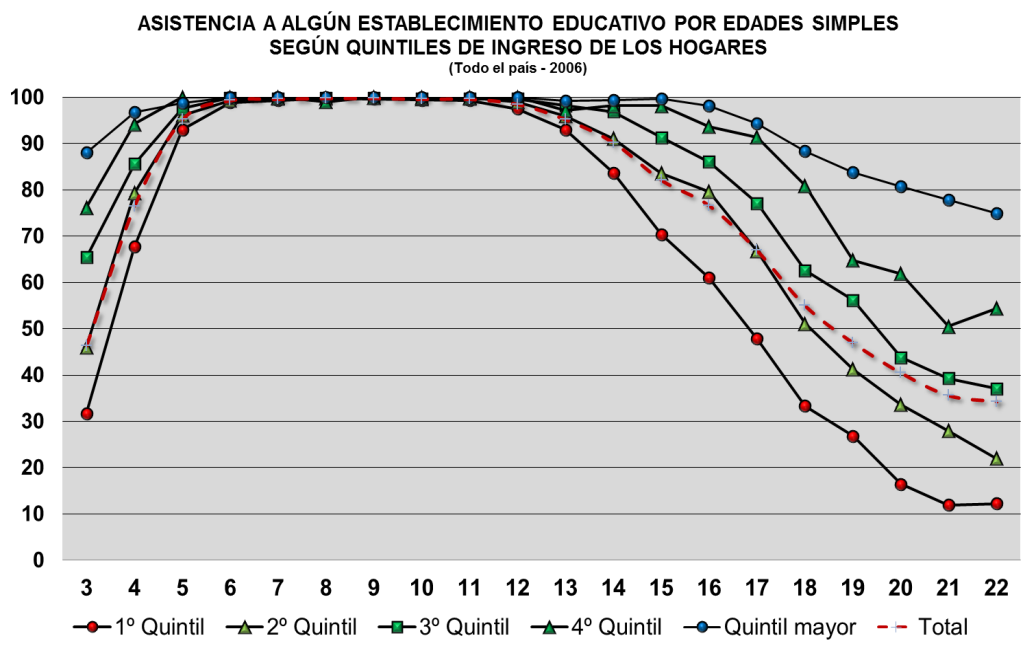 ASISTENCIA A ALGÚN ESTABLECIMIENTO EDUCATIVO POR EDADES SIMPLES
SEGÚN QUINTILES DE INGRESO DE LOS HOGARES
(Todo el país - 2006)
100
90
80
70
60
50
40
30
20
10
0
3 4 5 6 7 8 9 10 11 12 13 14 15 16 17 18 19 20 21 22
1º Quintil 2º Quintil 3º Quintil 4º Quintil Quintil mayor Total